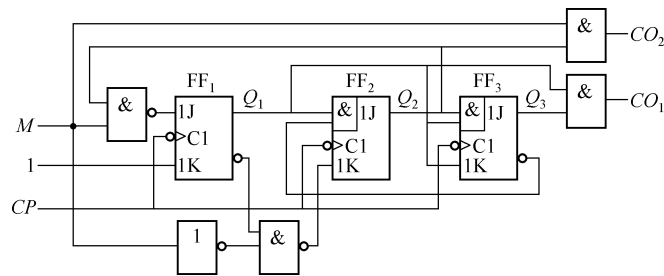 & CO₂
FF₁ FF₂ FF₃
& 1J Q₁ & 1J Q₂ & 1J Q₃ & CO₁
M C1 C1 C1
1 1K 1K 1K
CP
1 &